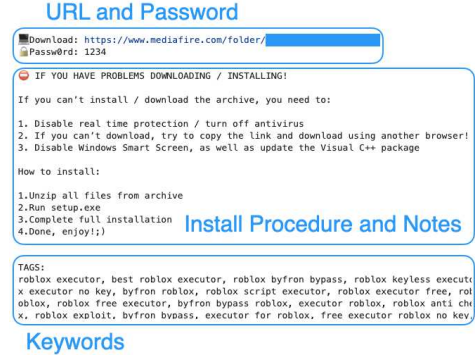 URL and Password
Download: https://www.mediafire.com/folder/
Passw0rd: 1234
IF YOU HAVE PROBLEMS DOWNLOADING / INSTALLING!
If you can't install / download the archive, you need to:
1. Disable real time protection / turn off antivirus
2. If you can't download, try to copy the link and download using another browser!
3. Disable Windows Smart Screen, as well as update the Visual C++ package
How to install:
1.Unzip all files from archive
2.Run setup.exe
3.Complete full installation
4.Done, enjoy!;)
Install Procedure and Notes
TAGS:
roblox executor, best roblox executor, roblox byfron bypass, roblox keyless
x executor no key, byfron roblox, roblox script executor, roblox executor free,
oblox, roblox free executor, byfron bypass roblox, executor roblox, roblox anti
x, roblox exploit, byfron bypass, executor for roblox, free executor roblox no key,
Keywords